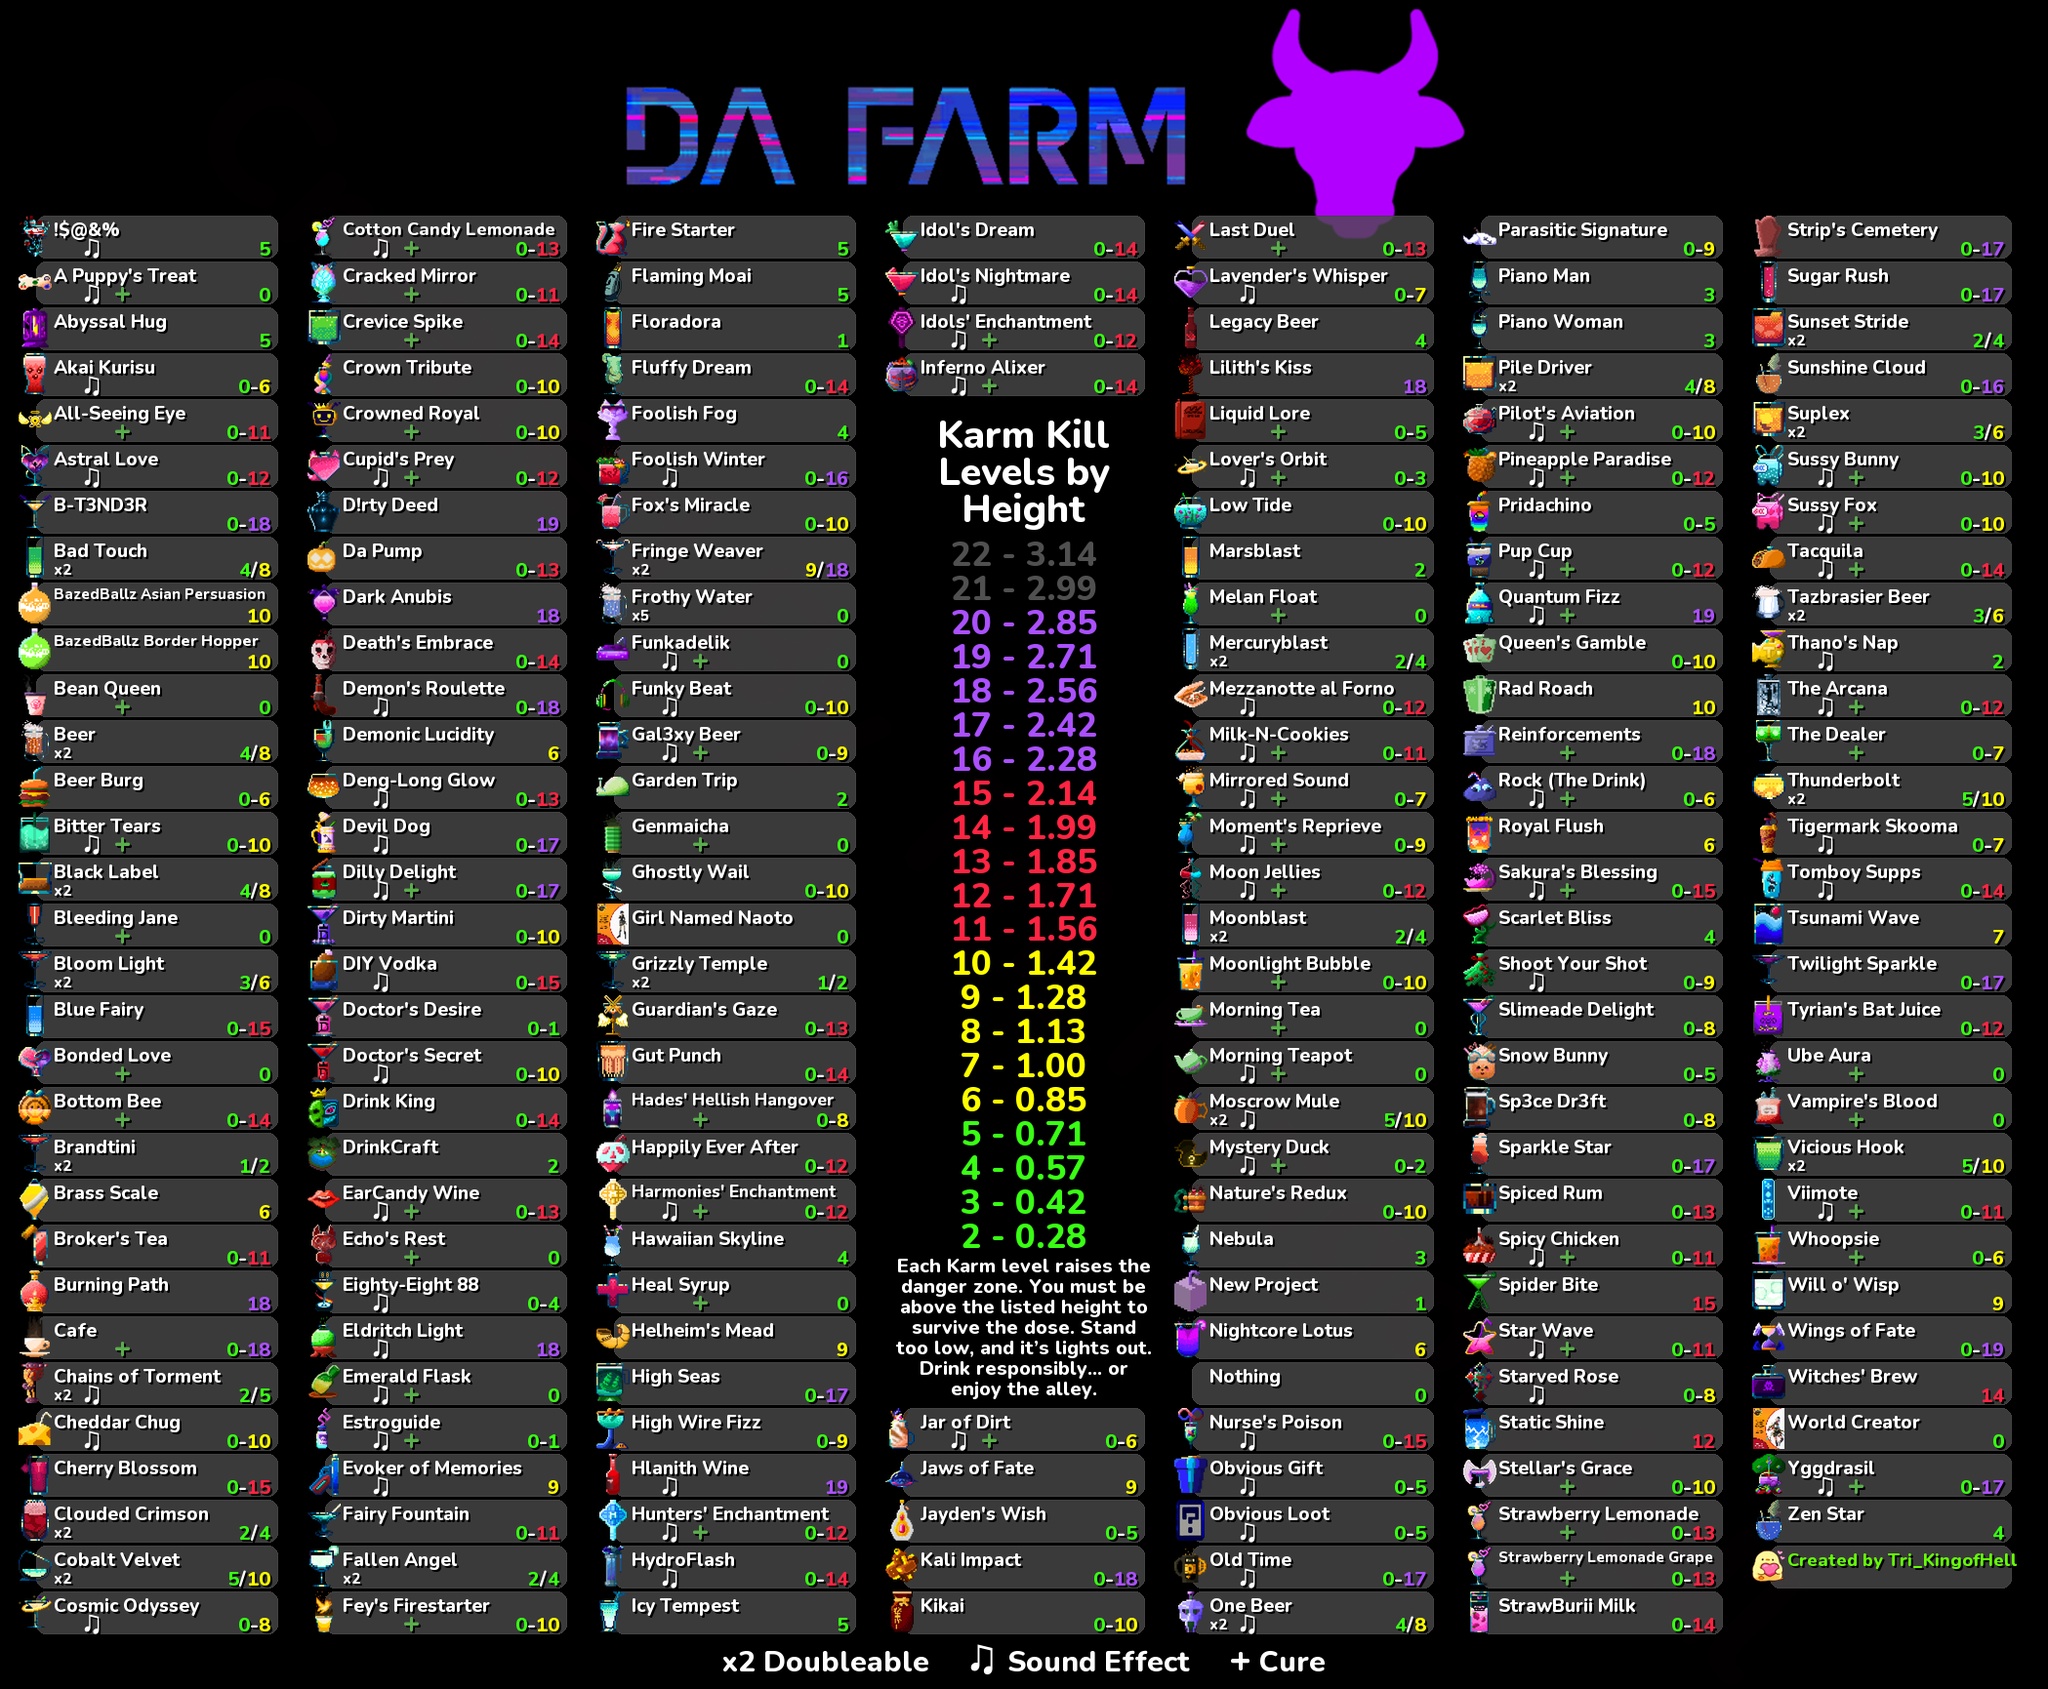 DA FARM
!$@&%
♫ 5
A Puppy's Treat
♫ + 0
Abyssal Hug
5
Akai Kurisu
♫ 0-6
All-Seeing Eye
+ 0-11
Astral Love
♫ 0-12
B-T3ND3R
0-18
Bad Touch
x2 4/8
BazedBallz Asian Persuasion
10
BazedBallz Border Hopper
10
Bean Queen
+ 0
Beer
x2 4/8
Beer Burg
0-6
Bitter Tears
♫ + 0-10
Black Label
x2 4/8
Bleeding Jane
+ 0
Bloom Light
x2 3/6
Blue Fairy
0-15
Bonded Love
+ 0
Bottom Bee
+ 0-14
Brandtini
x2 1/2
Brass Scale
6
Broker's Tea
0-11
Burning Path
18
Cafe
+ 0-18
Chains of Torment
x2 ♫ 2/5
Cheddar Chug
♫ 0-10
Cherry Blossom
0-15
Clouded Crimson
x2 2/4
Cobalt Velvet
x2 5/10
Cosmic Odyssey
♫ 0-8
Cotton Candy Lemonade
♫ + 0-13
Cracked Mirror
+ 0-11
Crevice Spike
+ 0-14
Crown Tribute
0-10
Crowned Royal
+ 0-10
Cupid's Prey
♫ + 0-12
D!rty Deed
19
Da Pump
0-13
Dark Anubis
18
Death's Embrace
0-14
Demon's Roulette
♫ 0-18
Demonic Lucidity
6
Deng-Long Glow
♫ 0-13
Devil Dog
♫ 0-17
Dilly Delight
♫ + 0-17
Dirty Martini
0-10
DIY Vodka
♫ 0-15
Doctor's Desire
0-1
Doctor's Secret
♫ 0-10
Drink King
0-14
DrinkCraft
2
EarCandy Wine
♫ + 0-13
Echo's Rest
+ 0
Eighty-Eight 88
♫ 0-4
Eldritch Light
♫ 18
Emerald Flask
♫ + 0
Estroguide
♫ + 0-1
Evoker of Memories
♫ 9
Fairy Fountain
0-11
Fallen Angel
x2 2/4
Fey's Firestarter
+ 0-10
Fire Starter
5
Flaming Moai
5
Floradora
1
Fluffy Dream
0-14
Foolish Fog
4
Foolish Winter
♫ 0-16
Fox's Miracle
0-10
Fringe Weaver
x2 9/18
Frothy Water
x5 0
Funkadelik
♫ + 0
Funky Beat
♫ 0-10
Gal3xy Beer
♫ + 0-9
Garden Trip
2
Genmaicha
+ 0
Ghostly Wail
0-10
Girl Named Naoto
0
Grizzly Temple
x2 1/2
Guardian's Gaze
0-13
Gut Punch
0-14
Hades' Hellish Hangover
+ 0-8
Happily Ever After
0-12
Harmonies' Enchantment
♫ + 0-12
Hawaiian Skyline
4
Heal Syrup
+ 0
Helheim's Mead
9
High Seas
0-17
High Wire Fizz
0-9
Hlanith Wine
19
Hunters' Enchantment
♫ + 0-12
HydroFlash
♫ 0-14
Icy Tempest
5
Idol's Dream
0-14
Idol's Nightmare
♫ 0-14
Idols' Enchantment
♫ + 0-12
Inferno Alixer
♫ + 0-14
Karm Kill
Levels by
Height
22 - 3.14
21 - 2.99
20 - 2.85
19 - 2.71
18 - 2.56
17 - 2.42
16 - 2.28
15 - 2.14
14 - 1.99
13 - 1.85
12 - 1.71
11 - 1.56
10 - 1.42
9 - 1.28
8 - 1.13
7 - 1.00
6 - 0.85
5 - 0.71
4 - 0.57
3 - 0.42
2 - 0.28
Each Karm level raises the
danger zone. You must be
above the listed height to
survive the dose. Stand
too low, and it's lights out.
Drink responsibly... or
enjoy the alley.
Jar of Dirt
♫ + 0-6
Jaws of Fate
9
Jayden's Wish
0-5
Kali Impact
0-18
Kikai
0-10
Last Duel
+ 0-13
Lavender's Whisper
♫ 0-7
Legacy Beer
4
Lilith's Kiss
18
Liquid Lore
+ 0-5
Lover's Orbit
♫ + 0-3
Low Tide
0-10
Marsblast
2
Melan Float
+ 0
Mercuryblast
x2 2/4
Mezzanotte al Forno
♫ 0-12
Milk-N-Cookies
♫ + 0-11
Mirrored Sound
♫ + 0-7
Moment's Reprieve
♫ + 0-9
Moon Jellies
♫ + 0-12
Moonblast
x2 2/4
Moonlight Bubble
+ 0-10
Morning Tea
+ 0
Morning Teapot
♫ + 0
Moscrow Mule
x2 ♫ 5/10
Mystery Duck
♫ + 0-2
Nature's Redux
0-10
Nebula
3
New Project
1
Nightcore Lotus
6
Nothing
0
Nurse's Poison
♫ 0-15
Obvious Gift
♫ 0-5
Obvious Loot
♫ 0-5
Old Time
♫ 0-17
One Beer
x2 ♫ 4/8
Parasitic Signature
0-9
Piano Man
3
Piano Woman
3
Pile Driver
x2 4/8
Pilot's Aviation
♫ + 0-10
Pineapple Paradise
♫ + 0-12
Pridachino
0-5
Pup Cup
♫ + 0-12
Quantum Fizz
♫ + 19
Queen's Gamble
0-10
Rad Roach
10
Reinforcements
+ 0-18
Rock (The Drink)
♫ + 0-6
Royal Flush
6
Sakura's Blessing
♫ + 0-15
Scarlet Bliss
4
Shoot Your Shot
♫ 0-9
Slimeade Delight
0-8
Snow Bunny
0-5
Sp3ce Dr3ft
0-8
Sparkle Star
0-17
Spiced Rum
0-13
Spicy Chicken
♫ + 0-11
Spider Bite
15
Star Wave
♫ + 0-11
Starved Rose
♫ 0-8
Static Shine
12
Stellar's Grace
+ 0-10
Strawberry Lemonade
+ 0-13
Strawberry Lemonade Grape
+ 0-13
StrawBurii Milk
0-14
Strip's Cemetery
0-17
Sugar Rush
0-17
Sunset Stride
x2 2/4
Sunshine Cloud
0-16
Suplex
x2 3/6
Sussy Bunny
♫ + 0-10
Sussy Fox
♫ + 0-10
Tacquila
♫ + 0-14
Tazbrasier Beer
x2 3/6
Thano's Nap
♫ 2
The Arcana
♫ + 0-12
The Dealer
+ 0-7
Thunderbolt
x2 5/10
Tigermark Skooma
♫ 0-7
Tomboy Supps
♫ 0-14
Tsunami Wave
7
Twilight Sparkle
0-17
Tyrian's Bat Juice
0-12
Ube Aura
+ 0
Vampire's Blood
+ 0
Vicious Hook
x2 5/10
Viimote
♫ + 0-11
Whoopsie
+ 0-6
Will o' Wisp
9
Wings of Fate
0-19
Witches' Brew
14
World Creator
0
Yggdrasil
♫ + 0-17
Zen Star
4
Created by Tri_KingofHell
x2 Doubleable ♫ Sound Effect + Cure